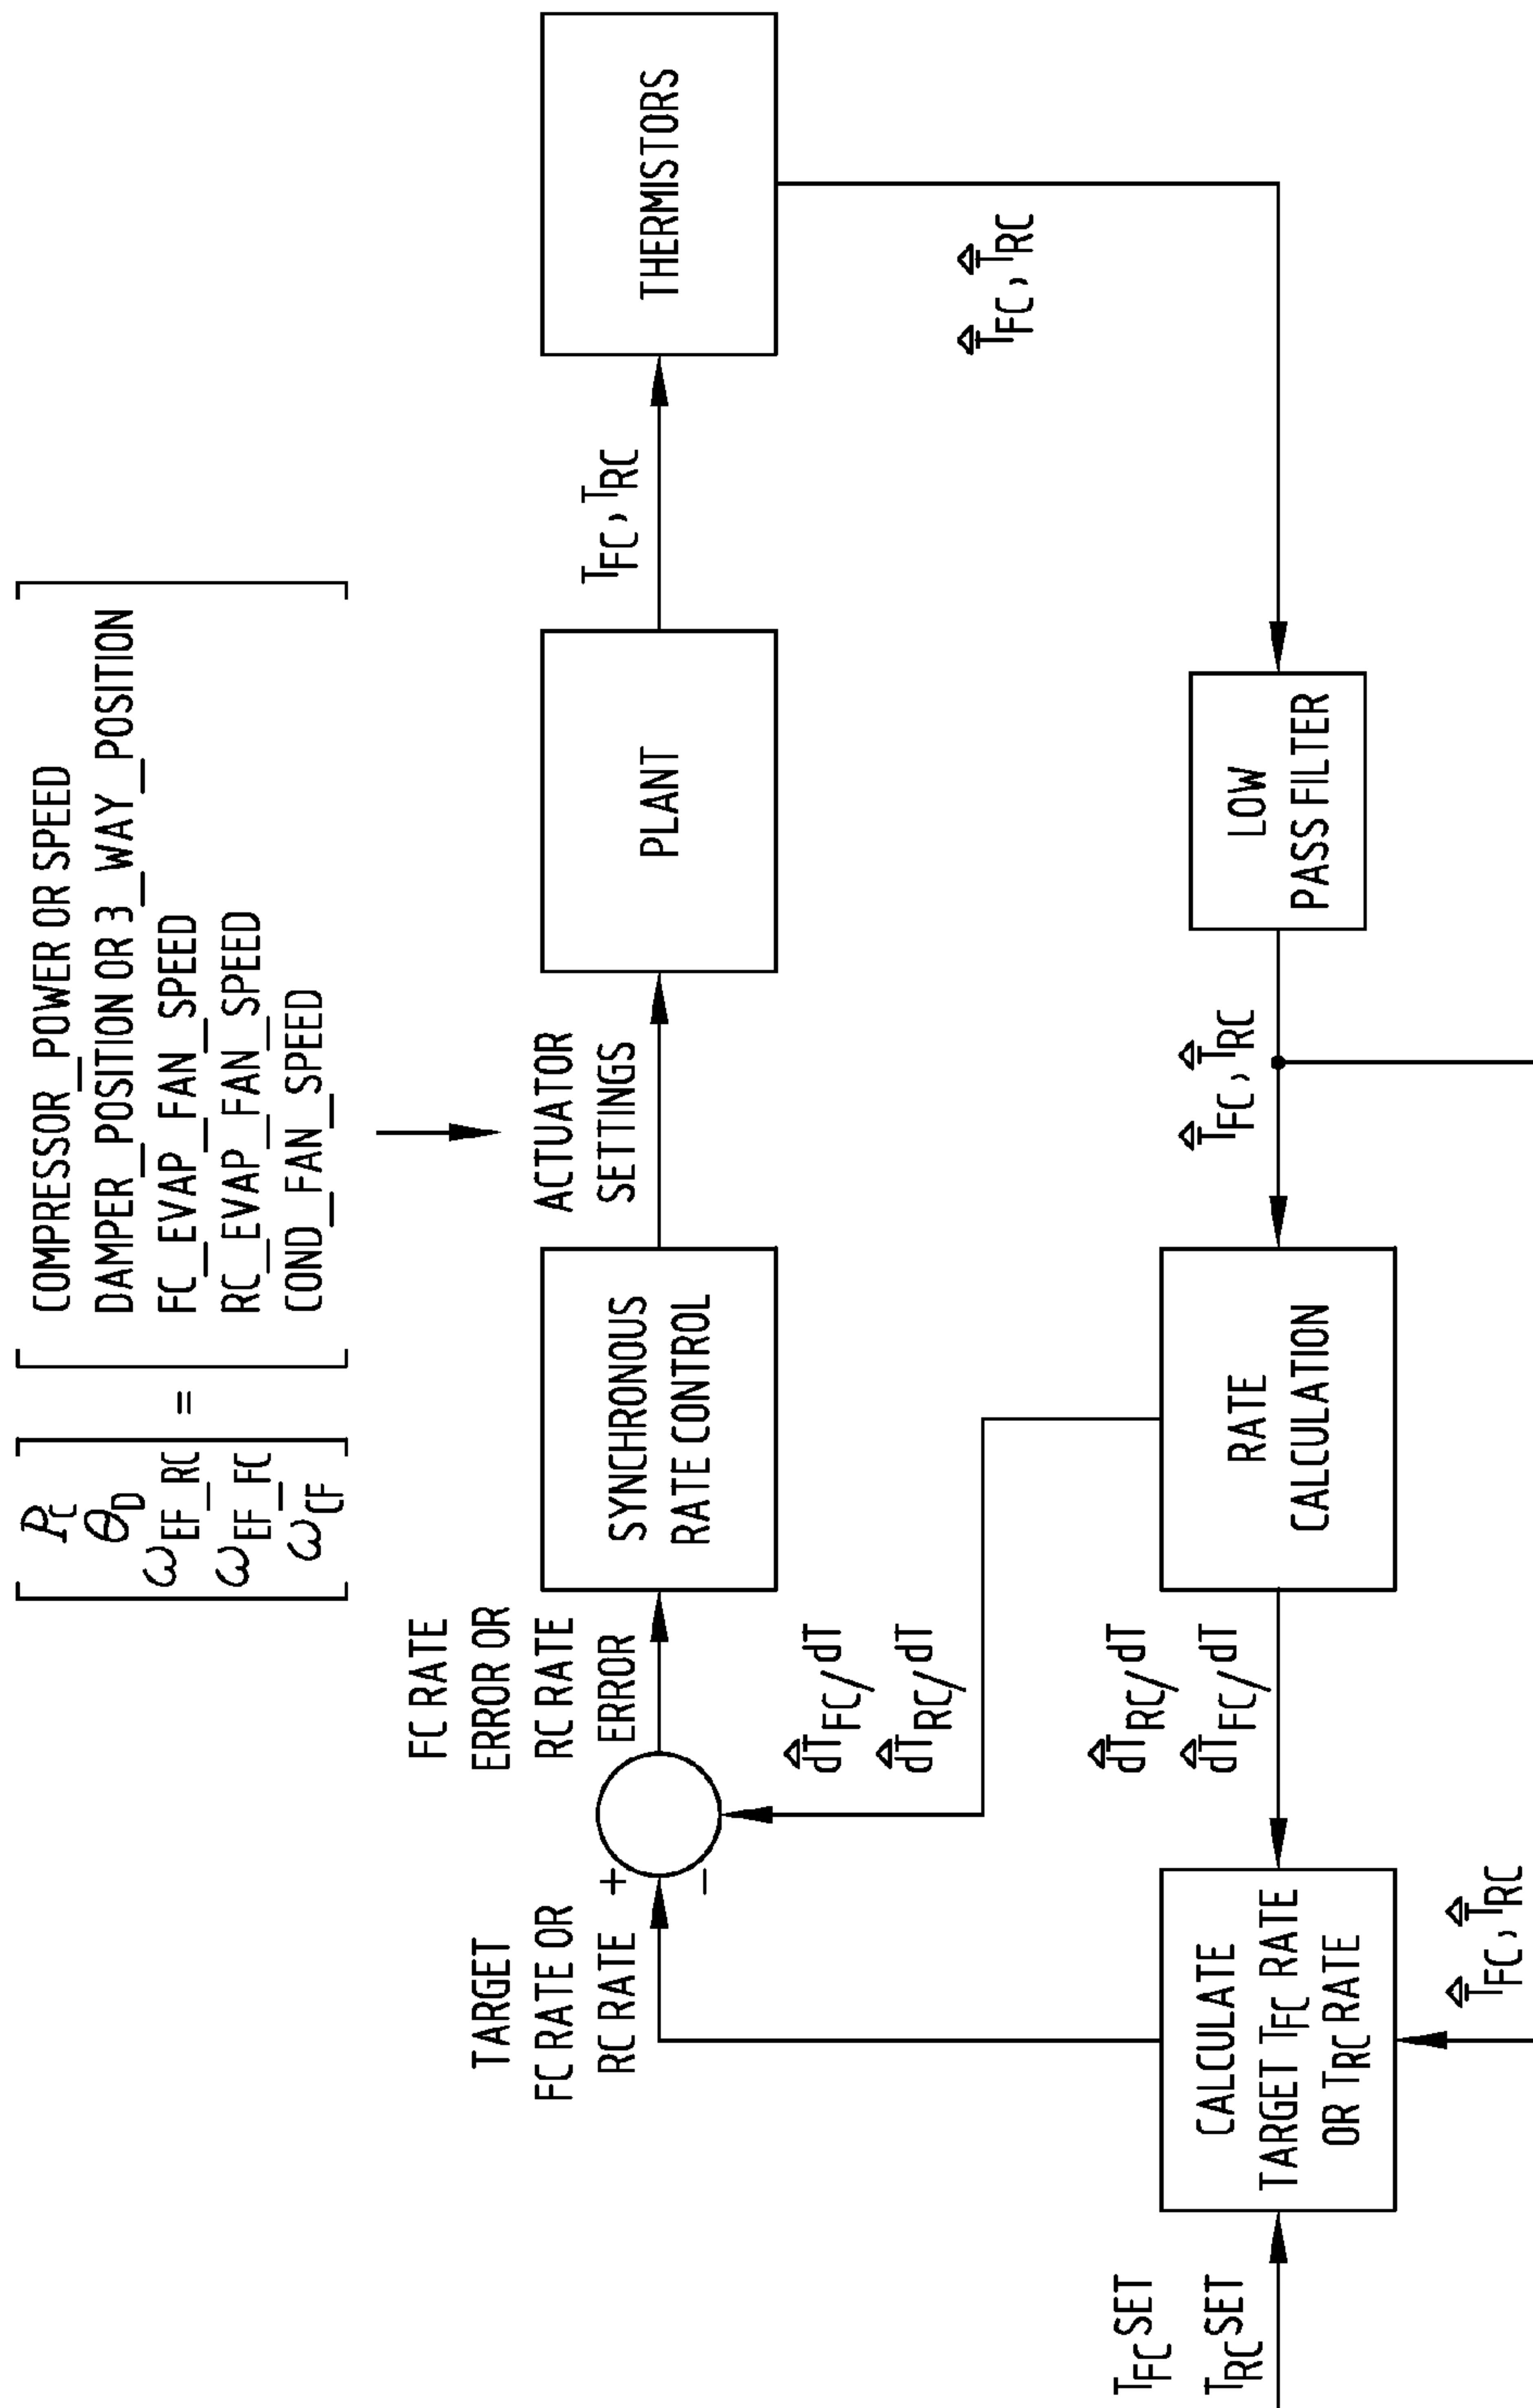 P_C
θ_D
ω_EF_RC
ω_EF_FC
ω_CF
=
COMPRESSOR_POWER OR SPEED
DAMPER_POSITION OR 3_WAY_POSITION
FC_EVAP_FAN_SPEED
RC_EVAP_FAN_SPEED
COND_FAN_SPEED
TARGET
FC RATE OR
RC RATE
+
−
FC RATE
ERROR OR
RC RATE
ERROR
SYNCHRONOUS
RATE CONTROL
ACTUATOR
SETTINGS
PLANT
T_FC, T_RC
THERMISTORS
T̂_FC, T̂_RC
dT̂_FC/dT
dT̂_RC/dT
T_FC SET
T_RC SET
CALCULATE
TARGET T_FC RATE
OR T_RC RATE
dT̂_RC/dT
dT̂_FC/dT
RATE
CALCULATION
T̂_FC, T̂_RC
LOW
PASS FILTER
T̂_FC, T̂_RC